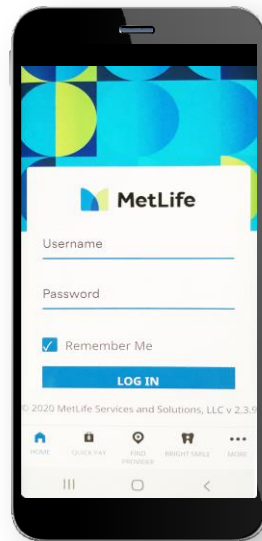 MetLife
Username
Password
Remember Me
LOG IN
© 2020 MetLife Services and Solutions, LLC v 2.3.9
HOME
QUICK PAY
FIND PROVIDER
BRIGHT SMILE
MORE